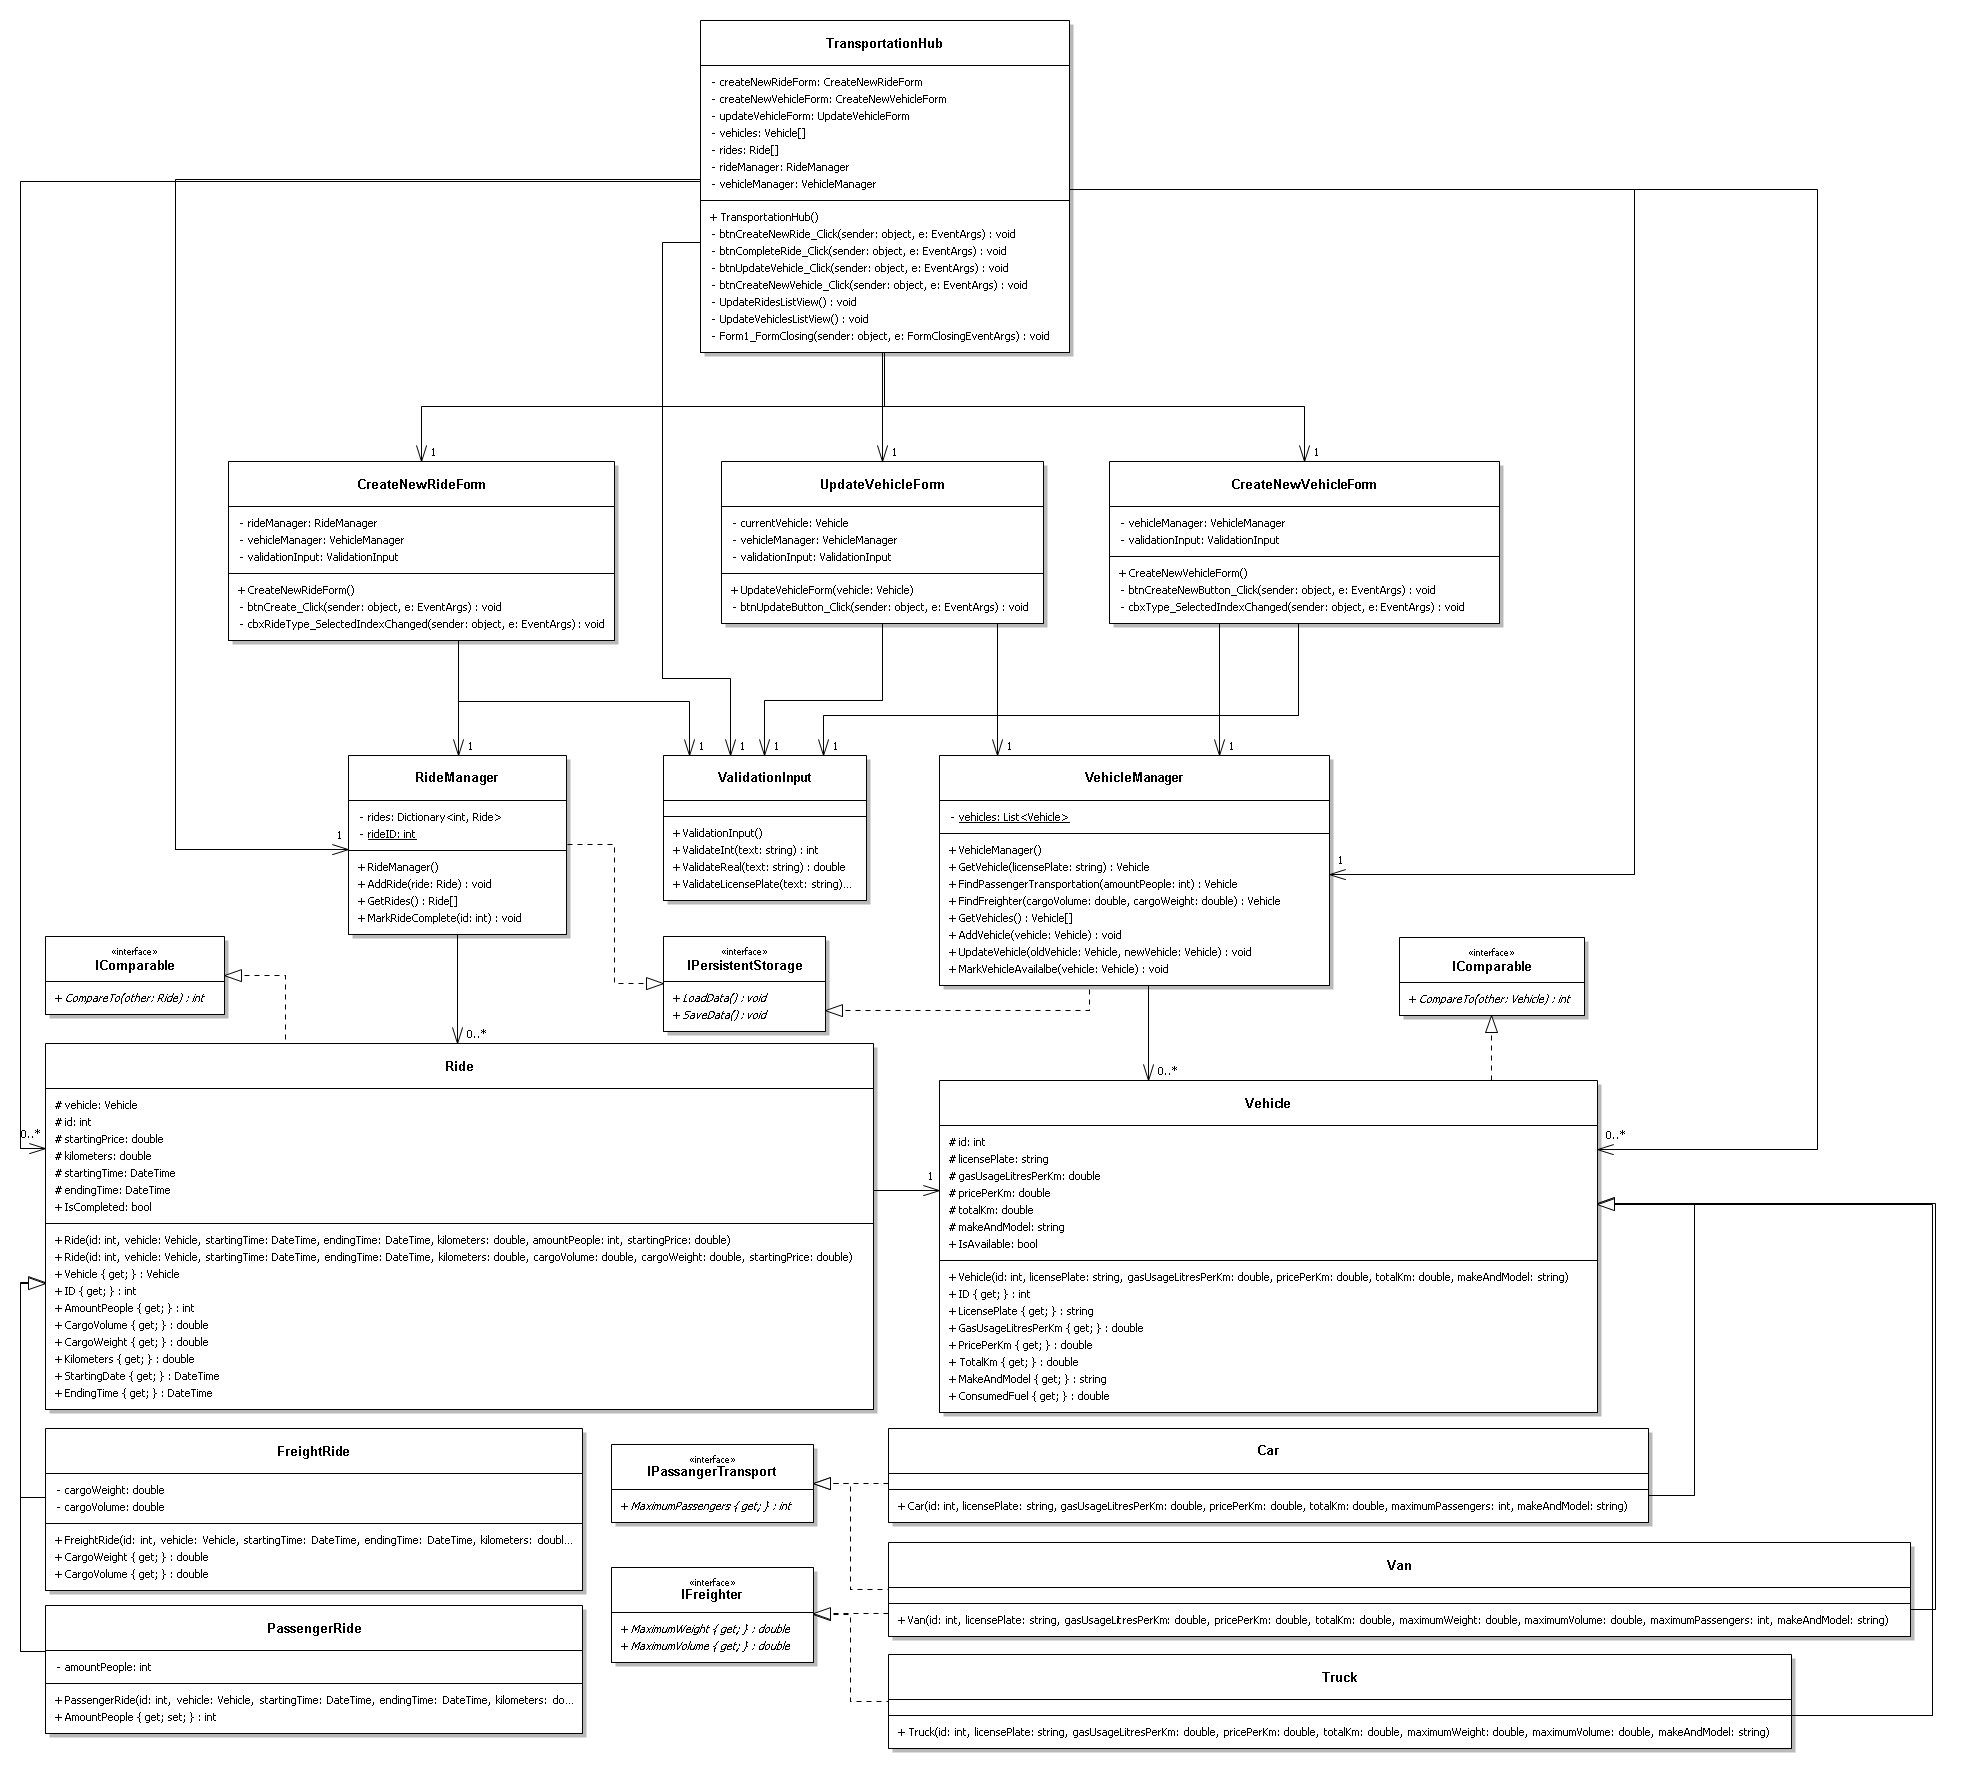 TransportationHub
- createNewRideForm: CreateNewRideForm
- createNewVehicleForm: CreateNewVehicleForm
- updateVehicleForm: UpdateVehicleForm
- vehicles: Vehicle[]
- rides: Ride[]
- rideManager: RideManager
- vehicleManager: VehicleManager
+ TransportationHub()
- btnCreateNewRide_Click(sender: object, e: EventArgs) : void
- btnCompleteRide_Click(sender: object, e: EventArgs) : void
- btnUpdateVehicle_Click(sender: object, e: EventArgs) : void
- btnCreateNewVehicle_Click(sender: object, e: EventArgs) : void
- UpdateRidesListView() : void
- UpdateVehiclesListView() : void
- Form1_FormClosing(sender: object, e: FormClosingEventArgs) : void
1
1
1
CreateNewRideForm
- rideManager: RideManager
- vehicleManager: VehicleManager
- validationInput: ValidationInput
+ CreateNewRideForm()
- btnCreate_Click(sender: object, e: EventArgs) : void
- cbxRideType_SelectedIndexChanged(sender: object, e: EventArgs) : void
UpdateVehicleForm
- currentVehicle: Vehicle
- vehicleManager: VehicleManager
- validationInput: ValidationInput
+ UpdateVehicleForm(vehicle: Vehicle)
- btnUpdateButton_Click(sender: object, e: EventArgs) : void
CreateNewVehicleForm
- vehicleManager: VehicleManager
- validationInput: ValidationInput
+ CreateNewVehicleForm()
- btnCreateNewButton_Click(sender: object, e: EventArgs) : void
- cbxType_SelectedIndexChanged(sender: object, e: EventArgs) : void
1
1
1
1
1
1
1
RideManager
- rides: Dictionary<int, Ride>
- rideID: int
1
+ RideManager()
+ AddRide(ride: Ride) : void
+ GetRides() : Ride[]
+ MarkRideComplete(id: int) : void
ValidationInput
+ ValidationInput()
+ ValidateInt(text: string) : int
+ ValidateReal(text: string) : double
+ ValidateLicensePlate(text: string)...
VehicleManager
- vehicles: List<Vehicle>
+ VehicleManager()
+ GetVehicle(licensePlate: string) : Vehicle
+ FindPassengerTransportation(amountPeople: int) : Vehicle
+ FindFreighter(cargoVolume: double, cargoWeight: double) : Vehicle
+ GetVehicles() : Vehicle[]
+ AddVehicle(vehicle: Vehicle) : void
+ UpdateVehicle(oldVehicle: Vehicle, newVehicle: Vehicle) : void
+ MarkVehicleAvailalbe(vehicle: Vehicle) : void
1
«interface»
IComparable
+ CompareTo(other: Ride) : int
«interface»
IPersistentStorage
+ LoadData() : void
+ SaveData() : void
«interface»
IComparable
+ CompareTo(other: Vehicle) : int
0..*
0..*
Ride
# vehicle: Vehicle
# id: int
# startingPrice: double
# kilometers: double
# startingTime: DateTime
# endingTime: DateTime
+ IsCompleted: bool
0..*
+ Ride(id: int, vehicle: Vehicle, startingTime: DateTime, endingTime: DateTime, kilometers: double, amountPeople: int, startingPrice: double)
+ Ride(id: int, vehicle: Vehicle, startingTime: DateTime, endingTime: DateTime, kilometers: double, cargoVolume: double, cargoWeight: double, startingPrice: double)
+ Vehicle { get; } : Vehicle
+ ID { get; } : int
+ AmountPeople { get; } : int
+ CargoVolume { get; } : double
+ CargoWeight { get; } : double
+ Kilometers { get; } : double
+ StartingDate { get; } : DateTime
+ EndingTime { get; } : DateTime
1
Vehicle
# id: int
# licensePlate: string
# gasUsageLitresPerKm: double
# pricePerKm: double
# totalKm: double
# makeAndModel: string
+ IsAvailable: bool
0..*
+ Vehicle(id: int, licensePlate: string, gasUsageLitresPerKm: double, pricePerKm: double, totalKm: double, makeAndModel: string)
+ ID { get; } : int
+ LicensePlate { get; } : string
+ GasUsageLitresPerKm { get; } : double
+ PricePerKm { get; } : double
+ TotalKm { get; } : double
+ MakeAndModel { get; } : string
+ ConsumedFuel { get; } : double
FreightRide
- cargoWeight: double
- cargoVolume: double
+ FreightRide(id: int, vehicle: Vehicle, startingTime: DateTime, endingTime: DateTime, kilometers: doubl...
+ CargoWeight { get; } : double
+ CargoVolume { get; } : double
PassengerRide
- amountPeople: int
+ PassengerRide(id: int, vehicle: Vehicle, startingTime: DateTime, endingTime: DateTime, kilometers: do...
+ AmountPeople { get; set; } : int
«interface»
IPassangerTransport
+ MaximumPassengers { get; } : int
«interface»
IFreighter
+ MaximumWeight { get; } : double
+ MaximumVolume { get; } : double
Car
+ Car(id: int, licensePlate: string, gasUsageLitresPerKm: double, pricePerKm: double, totalKm: double, maximumPassengers: int, makeAndModel: string)
Van
+ Van(id: int, licensePlate: string, gasUsageLitresPerKm: double, pricePerKm: double, totalKm: double, maximumWeight: double, maximumVolume: double, maximumPassengers: int, makeAndModel: string)
Truck
+ Truck(id: int, licensePlate: string, gasUsageLitresPerKm: double, pricePerKm: double, totalKm: double, maximumWeight: double, maximumVolume: double, makeAndModel: string)